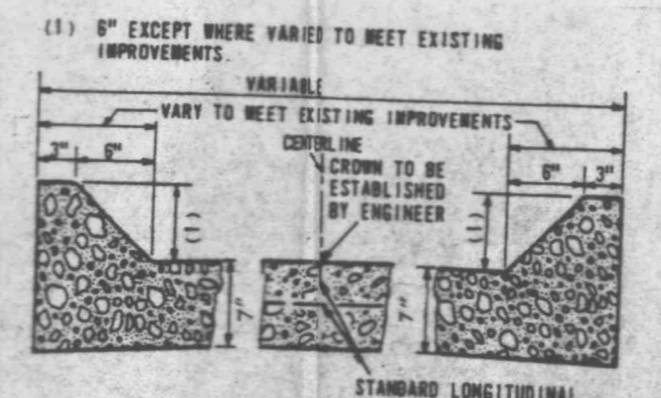 (1) 6" EXCEPT WHERE VARIED TO MEET EXISTING
IMPROVEMENTS.
VARIABLE
VARY TO MEET EXISTING IMPROVEMENTS
CENTERLINE
3" 6"
CROWN TO BE
ESTABLISHED
BY ENGINEER
6" 3"
(1)
(1)
7"
7"
STANDARD LONGITUDINAL